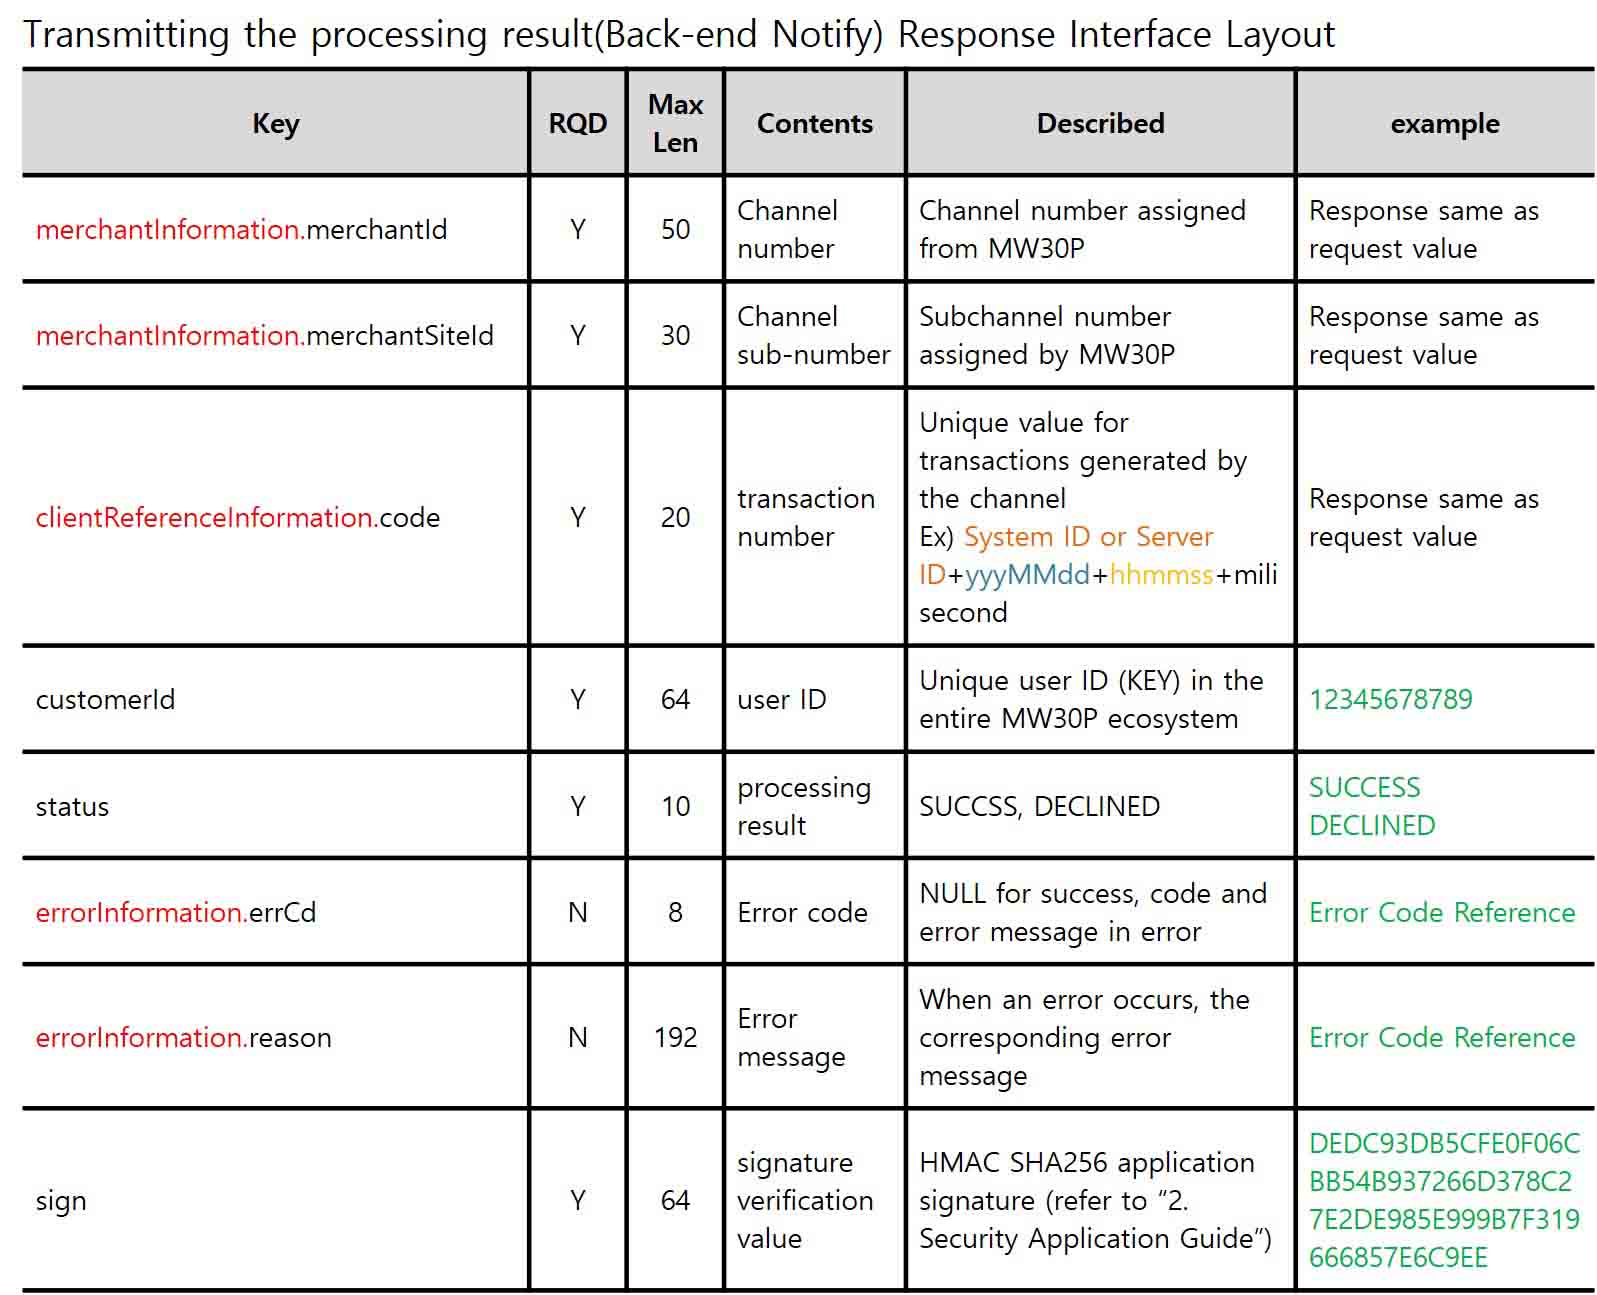 Transmitting the processing result(Back-end Notify) Response Interface Layout
Key
RQD
Max
Len
Contents
Described
example
merchantInformation.merchantId
Y
50
Channel
number
Channel number assigned
from MW30P
Response same as
request value
merchantInformation.merchantSiteId
Y
30
Channel
sub-number
Subchannel number
assigned by MW30P
Response same as
request value
clientReferenceInformation.code
Y
20
transaction
number
Unique value for
transactions generated by
the channel
Ex) System ID or Server
ID+yyyMMdd+hhmmss+mili
second
Response same as
request value
customerId
Y
64
user ID
Unique user ID (KEY) in the
entire MW30P ecosystem
12345678789
status
Y
10
processing
result
SUCCSS, DECLINED
SUCCESS
DECLINED
errorInformation.errCd
N
8
Error code
NULL for success, code and
error message in error
Error Code Reference
errorInformation.reason
N
192
Error
message
When an error occurs, the
corresponding error
message
Error Code Reference
sign
Y
64
signature
verification
value
HMAC SHA256 application
signature (refer to “2.
Security Application Guide”)
DEDC93DB5CFE0F06C
BB54B937266D378C2
7E2DE985E999B7F319
666857E6C9EE